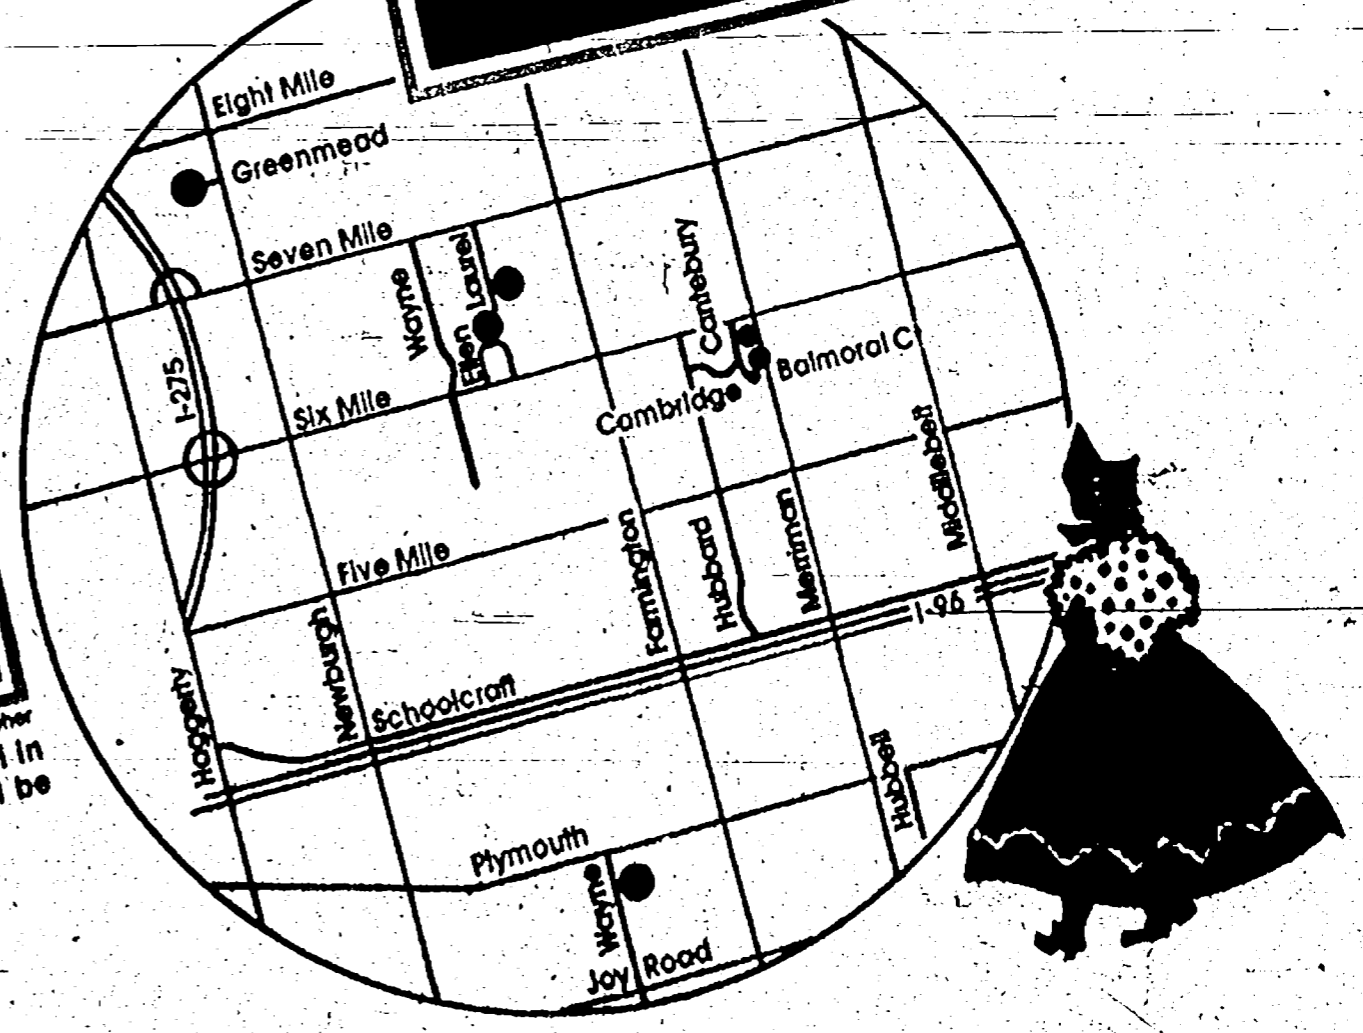 Eight Mile
Greenmead
Seven Mile
Wayne
Laurel
Ellen
Cantebury
Balmoral C
Cambridge
I-275
Six Mile
Middlebelt
Five Mile
Farmington
Hubbard
Merriman
I-96
Newburgh
Haggerty
Schoolcraft
Hubbell
Plymouth
Wayne
Joy Road
in
be